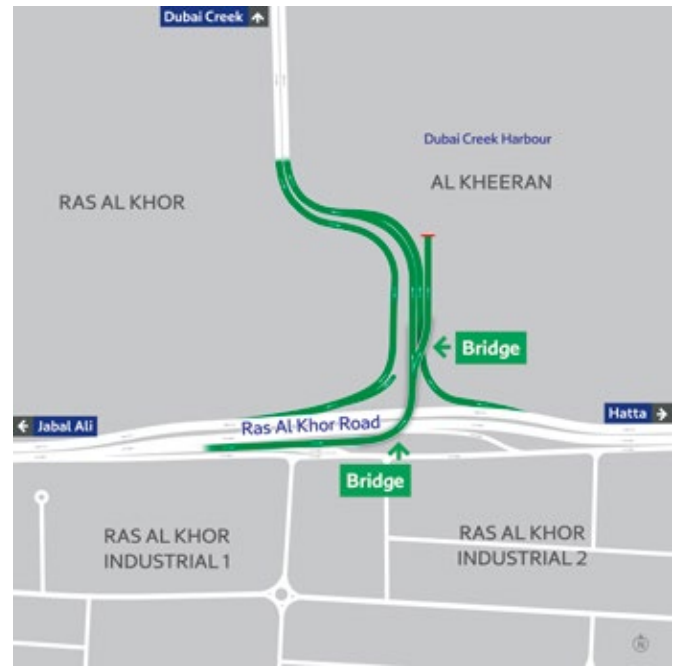 Dubai Creek ↑
Dubai Creek Harbour
AL KHEERAN
RAS AL KHOR
← Bridge
Hatta →
← Jabal Ali
Ras Al Khor Road
↑
Bridge
RAS AL KHOR
INDUSTRIAL 1
RAS AL KHOR
INDUSTRIAL 2
N